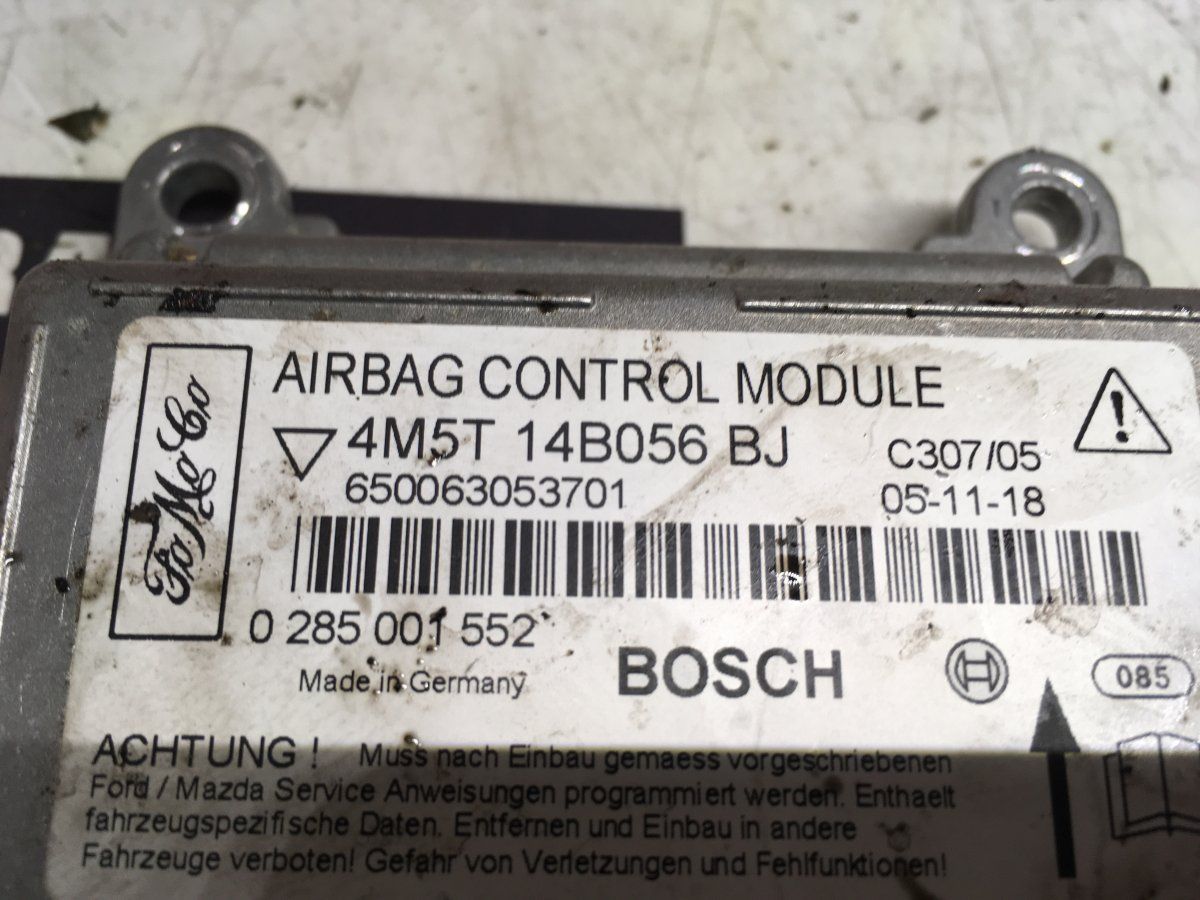 FoMoCo
AIRBAG CONTROL MODULE
4M5T 14B056 BJ
C307/05
650063053701
05-11-18
0 285 001 552
Made in Germany
BOSCH
085
ACHTUNG ! Muss nach Einbau gemaess vorgeschriebenen
Ford / Mazda Service Anweisungen programmiert werden. Enthaelt
fahrzeugspezifische Daten. Entfernen und Einbau in andere
Fahrzeuge verboten! Gefahr von Verletzungen und Fehlfunktionen!